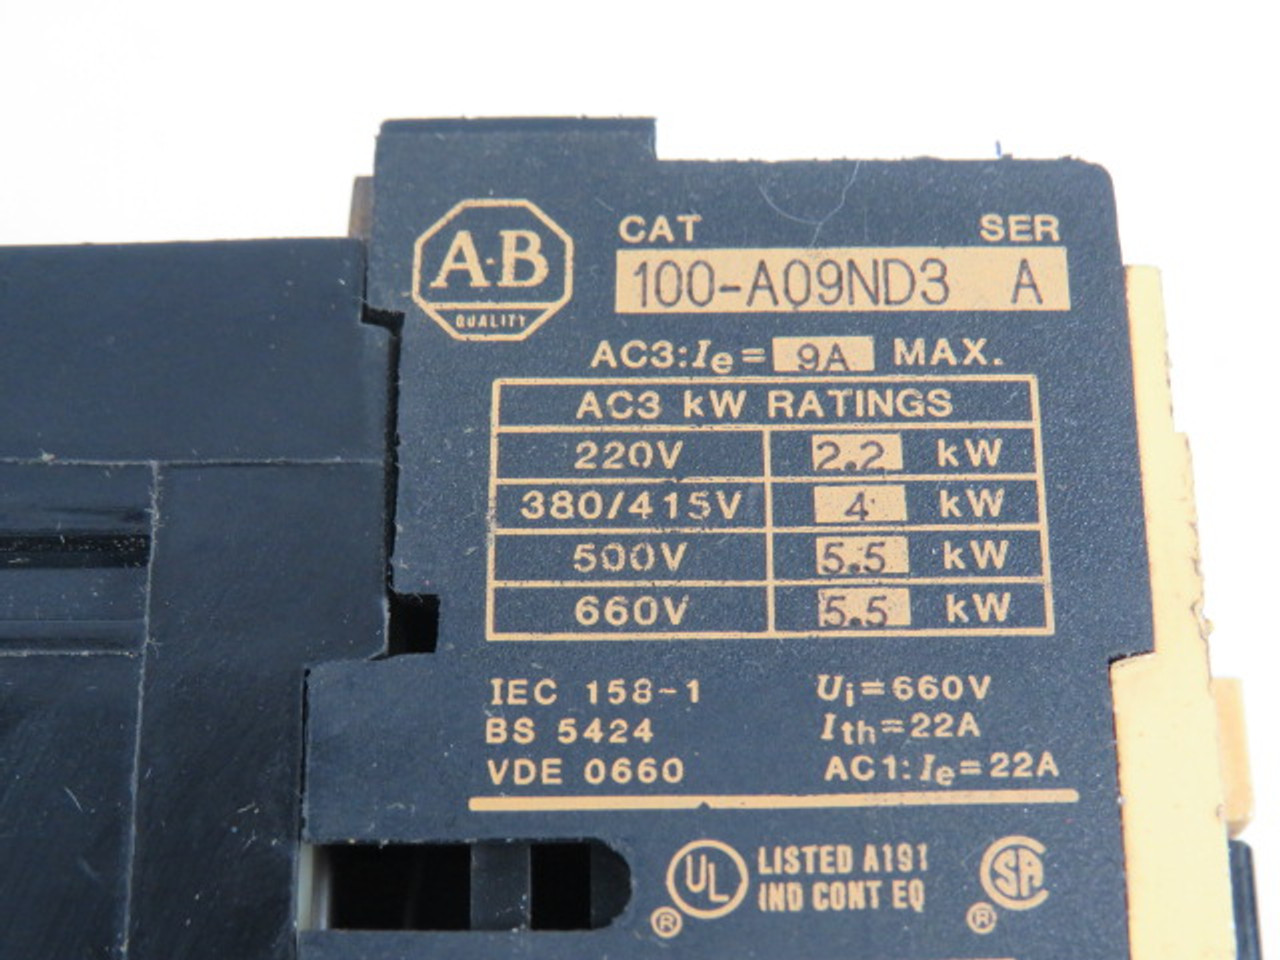 A·B
QUALITY
CAT SER
100-A09ND3 A
AC3:Ie= 9A MAX.
AC3 kW RATINGS
220V 2.2 kW
380/415V 4 kW
500V 5.5 kW
660V 5.5 kW
IEC 158-1 Ui=660V
BS 5424 Ith=22A
VDE 0660 AC1:Ie=22A
UL ® LISTED A191 SA ®
IND CONT EQ